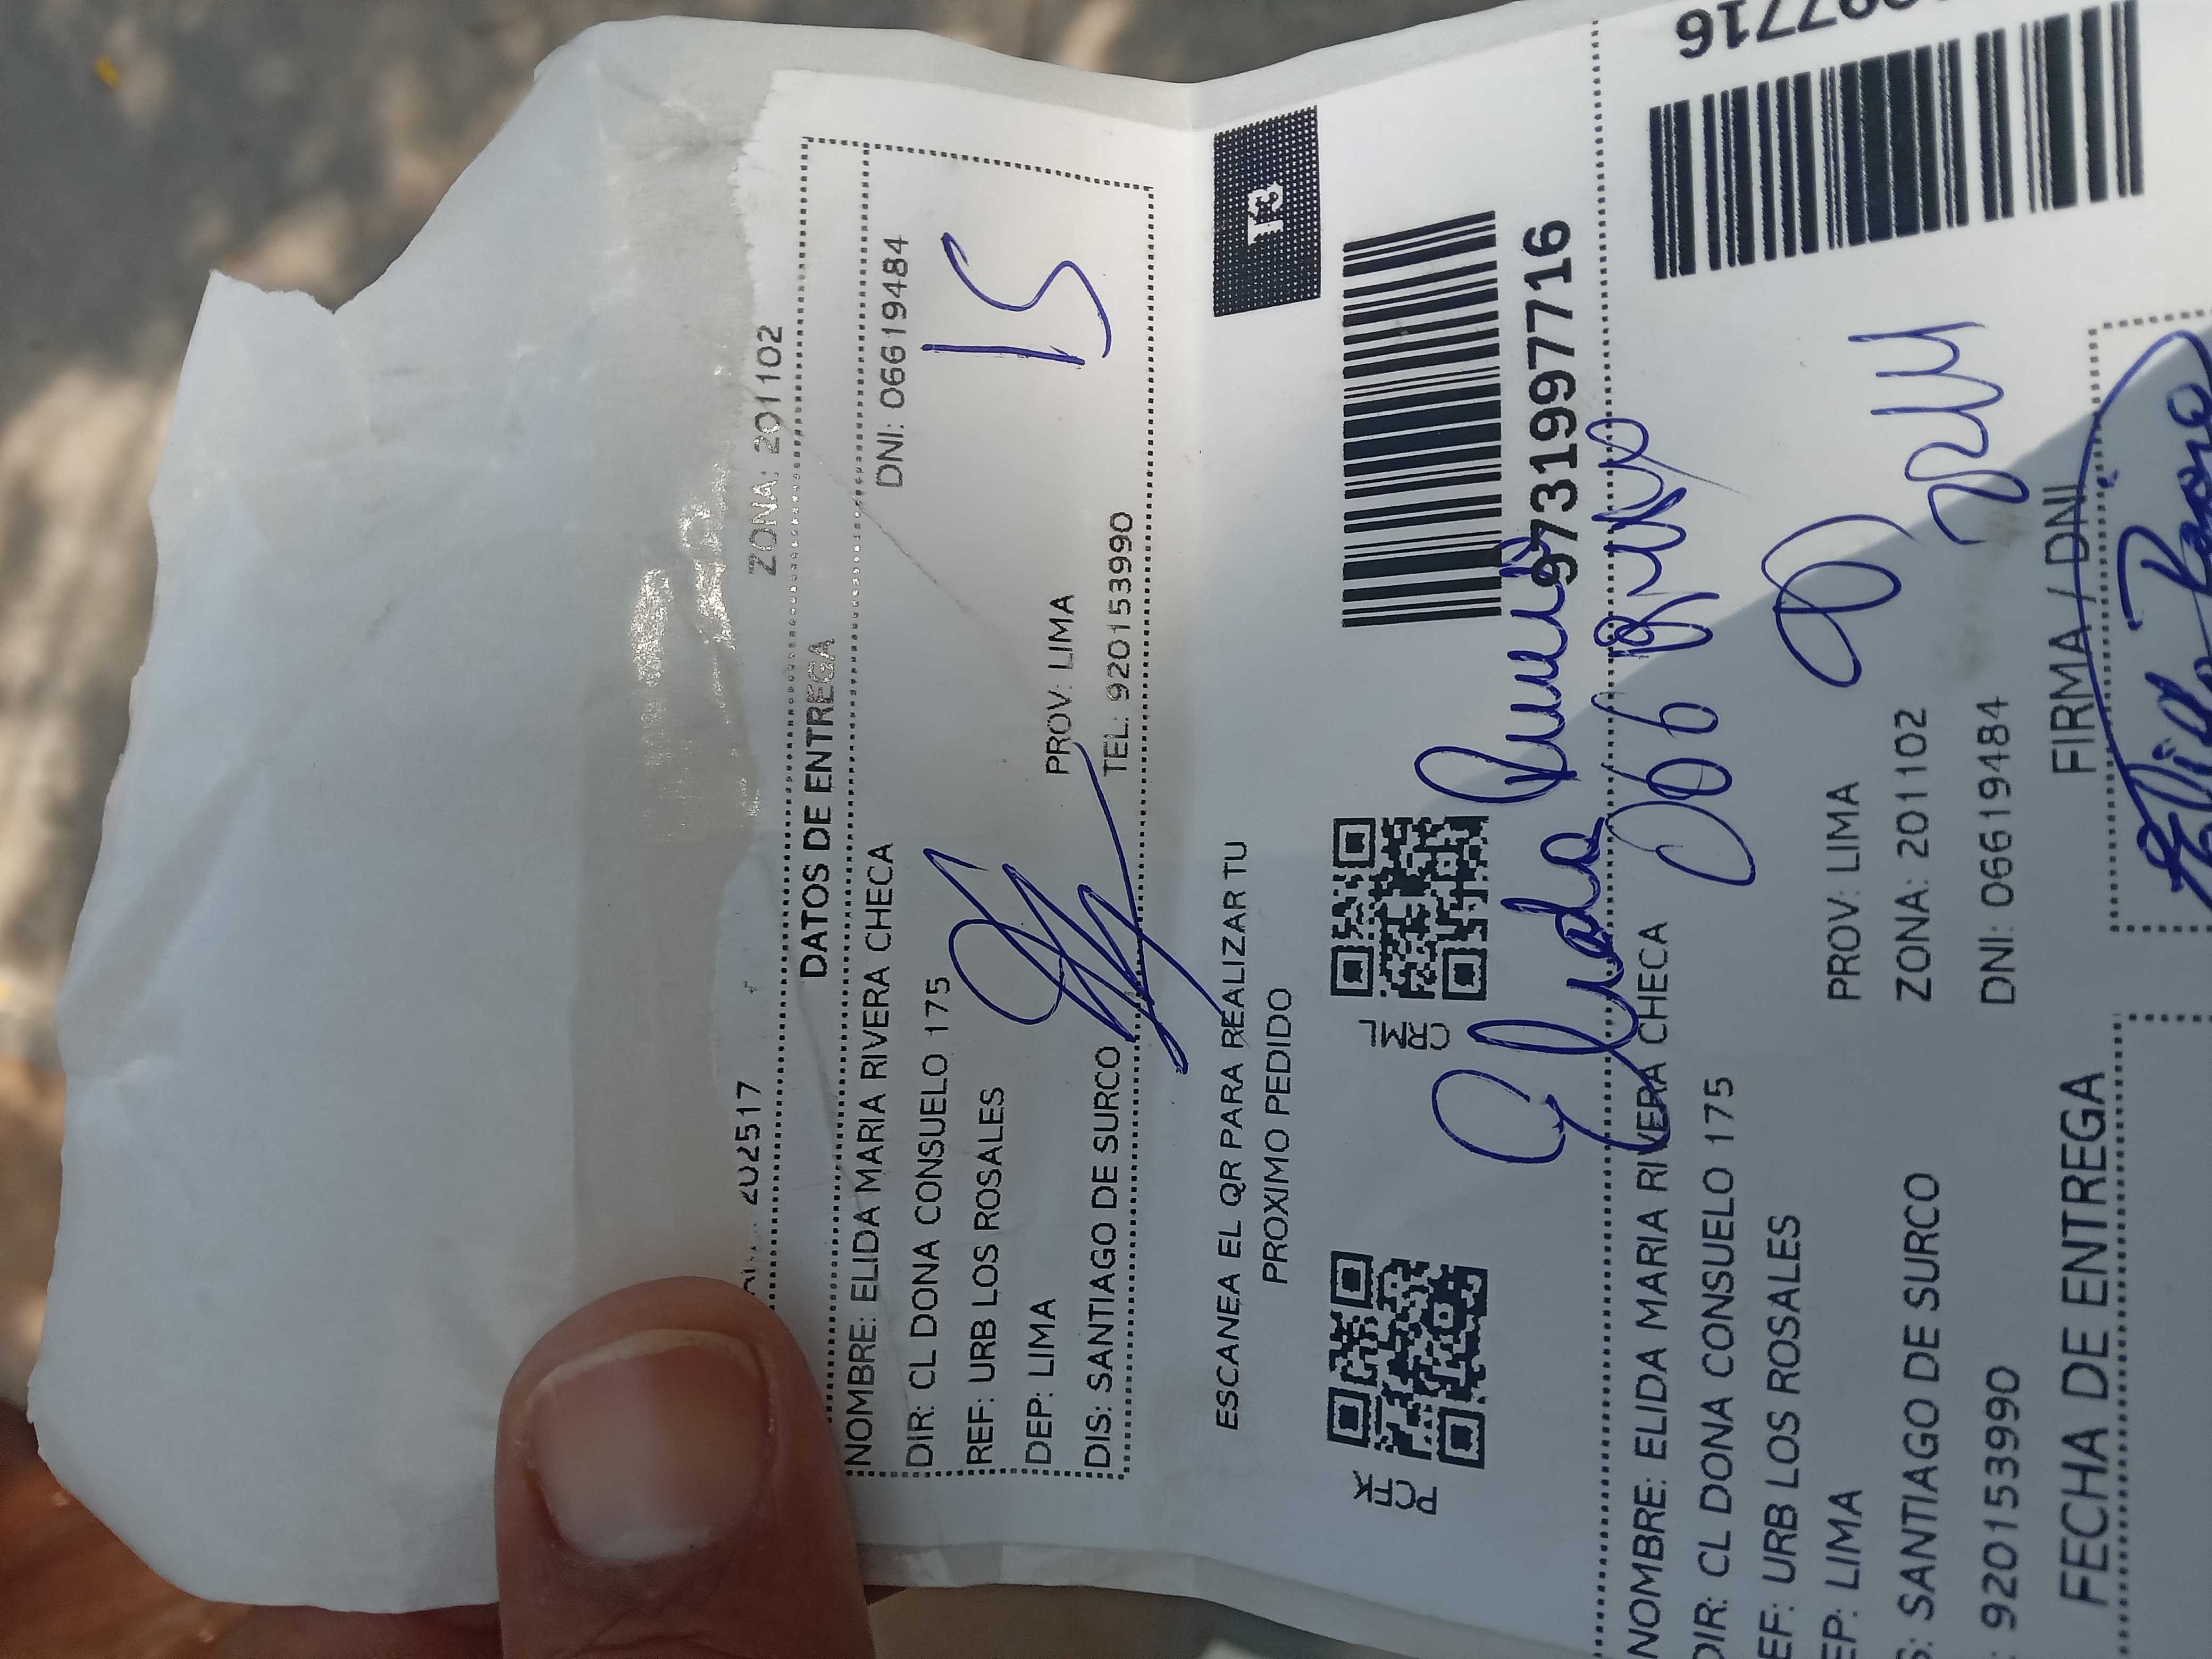 202517 ZONA: 201102
DATOS DE ENTREGA
NOMBRE: ELIDA MARIA RIVERA CHECA
DIR: CL DONA CONSUELO 175 DNI: 06619484
REF: URB LOS ROSALES
DEP: LIMA PROV: LIMA
DIS: SANTIAGO DE SURCO TEL: 920153990
15
ESCANEA EL QR PARA REALIZAR TU
PROXIMO PEDIDO
13
PCFK
CRML
97319997716
Elida
066
NOMBRE: ELIDA MARIA RIVERA CHECA
DIR: CL DONA CONSUELO 175
EF: URB LOS ROSALES
EP: LIMA PROV: LIMA
S: SANTIAGO DE SURCO ZONA: 201102
: 920153990 DNI: 06619484
FECHA DE ENTREGA FIRMA / DNI
97716